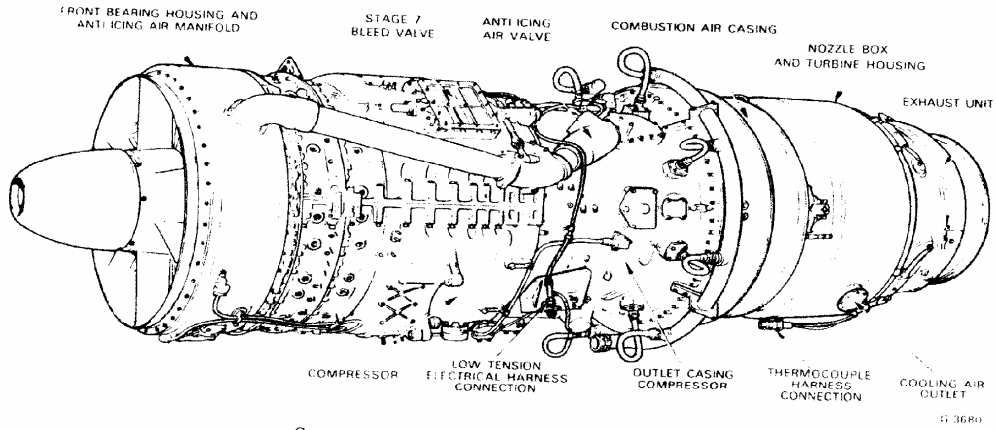 FRONT BEARING HOUSING AND
ANTI ICING AIR MANIFOLD
STAGE 7
BLEED VALVE
ANTI ICING
AIR VALVE
COMBUSTION AIR CASING
NOZZLE BOX
AND TURBINE HOUSING
EXHAUST UNIT
COMPRESSOR
LOW TENSION
ELECTRICAL HARNESS
CONNECTION
OUTLET CASING
COMPRESSOR
THERMOCOUPLE
HARNESS
CONNECTION
COOLING AIR
OUTLET
G 3680